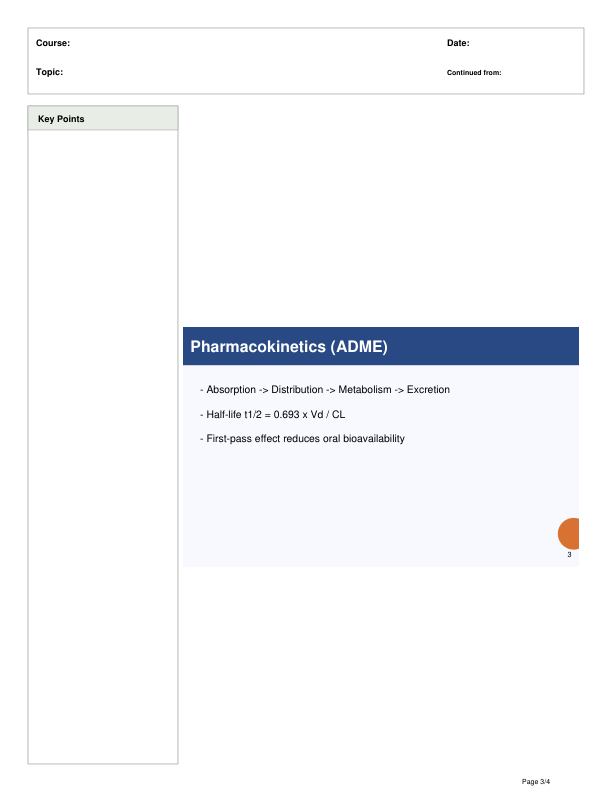 Course:
Date:
Topic:
Continued from:
Key Points
Pharmacokinetics (ADME)
- Absorption -> Distribution -> Metabolism -> Excretion
- Half-life t1/2 = 0.693 x Vd / CL
- First-pass effect reduces oral bioavailability
3
Page 3/4